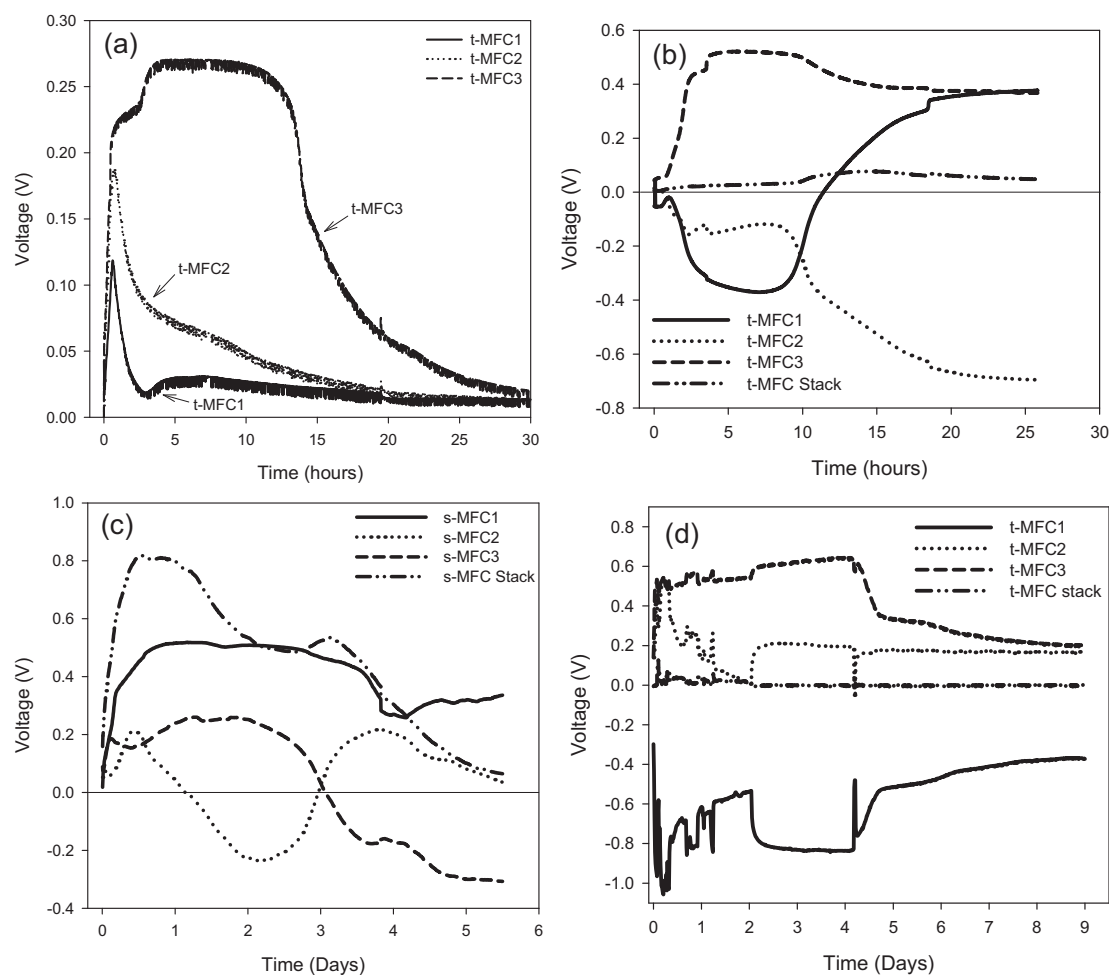 (a)
t-MFC1
t-MFC2
t-MFC3
0.30
0.25
0.20
0.15
0.10
0.05
0.00
Voltage (V)
t-MFC3
t-MFC2
t-MFC1
0 5 10 15 20 25 30
Time (hours)
(b)
0.6
0.4
0.2
0.0
-0.2
-0.4
-0.6
-0.8
Voltage (V)
t-MFC1
t-MFC2
t-MFC3
t-MFC Stack
0 5 10 15 20 25 30
Time (hours)
(c)
s-MFC1
s-MFC2
s-MFC3
s-MFC Stack
1.0
0.8
0.6
0.4
0.2
0.0
-0.2
-0.4
Voltage (V)
0 1 2 3 4 5 6
Time (Days)
(d)
t-MFC1
t-MFC2
t-MFC3
t-MFC stack
0.8
0.6
0.4
0.2
0.0
-0.2
-0.4
-0.6
-0.8
-1.0
Voltage (V)
0 1 2 3 4 5 6 7 8 9
Time (Days)